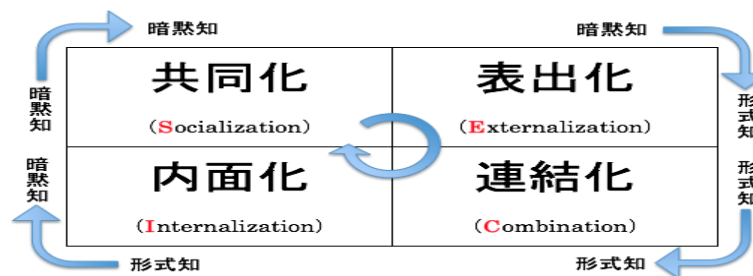 暗黙知
暗黙知
共同化
(Socialization)
表出化
(Externalization)
暗黙知
形式知
内面化
(Internalization)
連結化
(Combination)
暗黙知
形式知
形式知
形式知